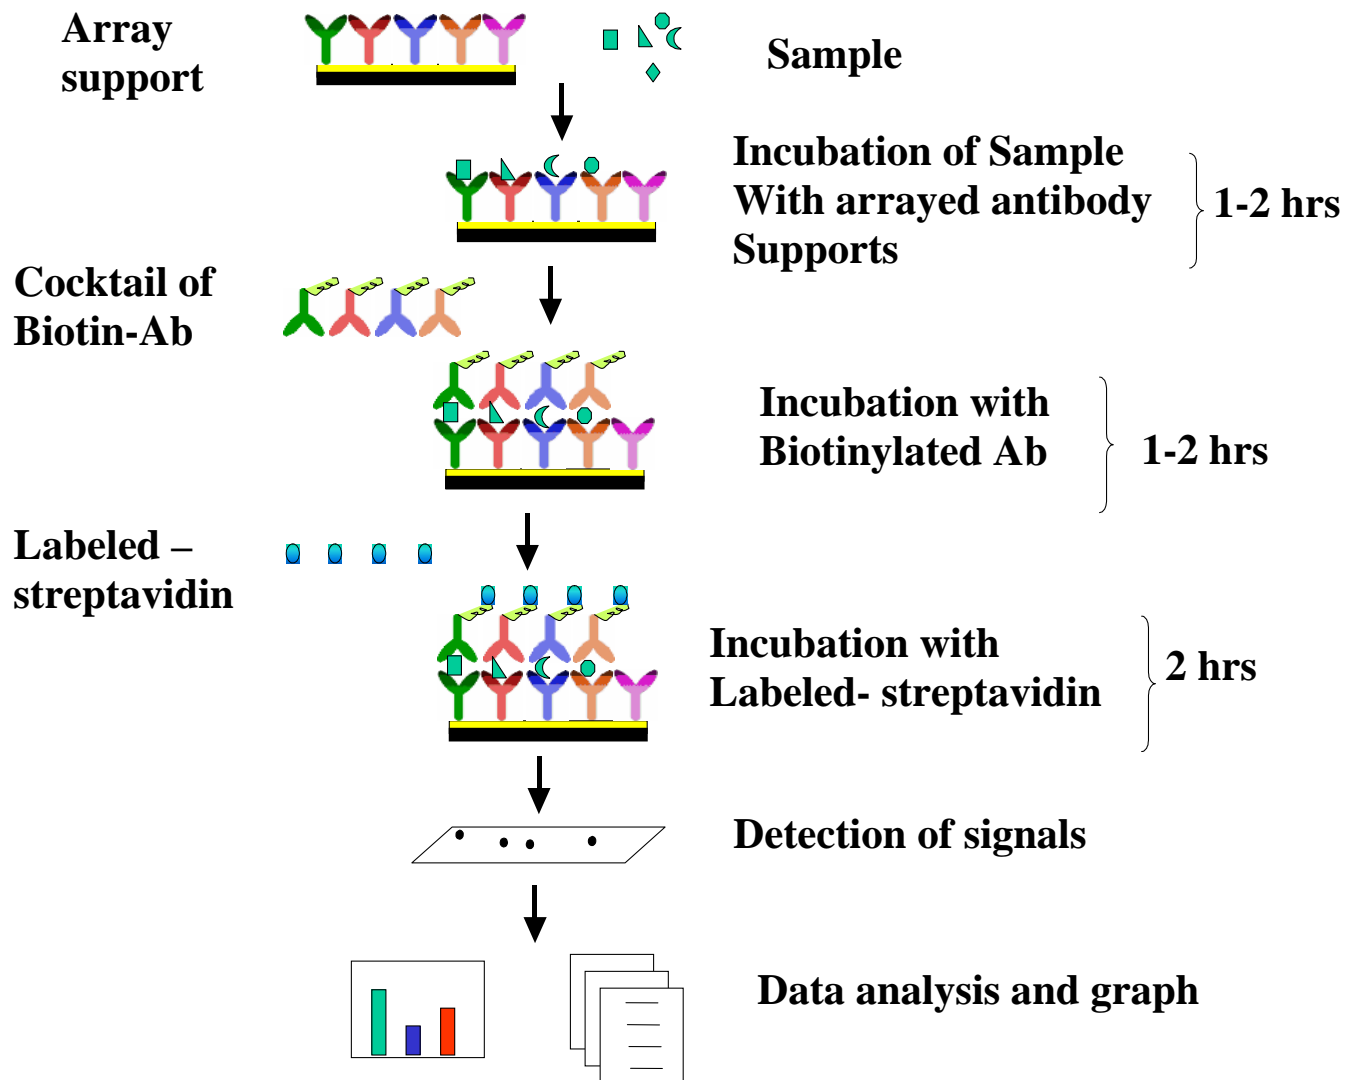 Array
support
Sample
Incubation of Sample
With arrayed antibody
Supports
1-2 hrs
Cocktail of
Biotin-Ab
Incubation with
Biotinylated Ab
1-2 hrs
Labeled –
streptavidin
Incubation with
Labeled- streptavidin
2 hrs
Detection of signals
Data analysis and graph